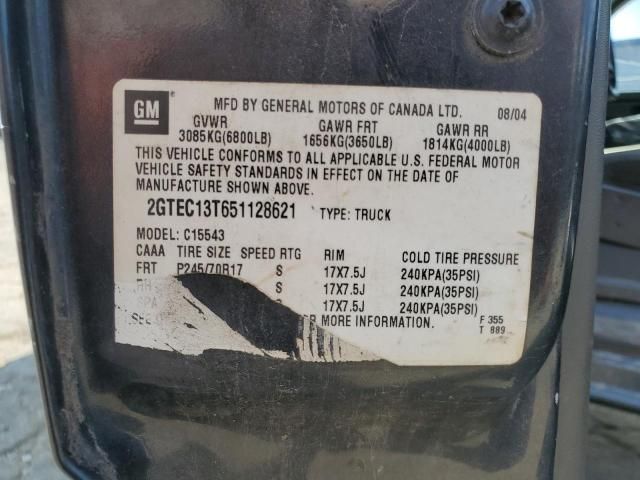 GM
MFD BY GENERAL MOTORS OF CANADA LTD. 08/04
GVWR GAWR FRT GAWR RR
3085KG(6800LB) 1656KG(3650LB) 1814KG(4000LB)
THIS VEHICLE CONFORMS TO ALL APPLICABLE U.S. FEDERAL MOTOR
VEHICLE SAFETY STANDARDS IN EFFECT ON THE DATE OF
MANUFACTURE SHOWN ABOVE.
2GTEC13T651128621 TYPE: TRUCK
MODEL: C15543
CAAA TIRE SIZE SPEED RTG RIM COLD TIRE PRESSURE
FRT P245/70R17 S 17X7.5J 240KPA(35PSI)
S 17X7.5J 240KPA(35PSI)
SPA S 17X7.5J 240KPA(35PSI)
SEE FOR MORE INFORMATION. F 355
T 889